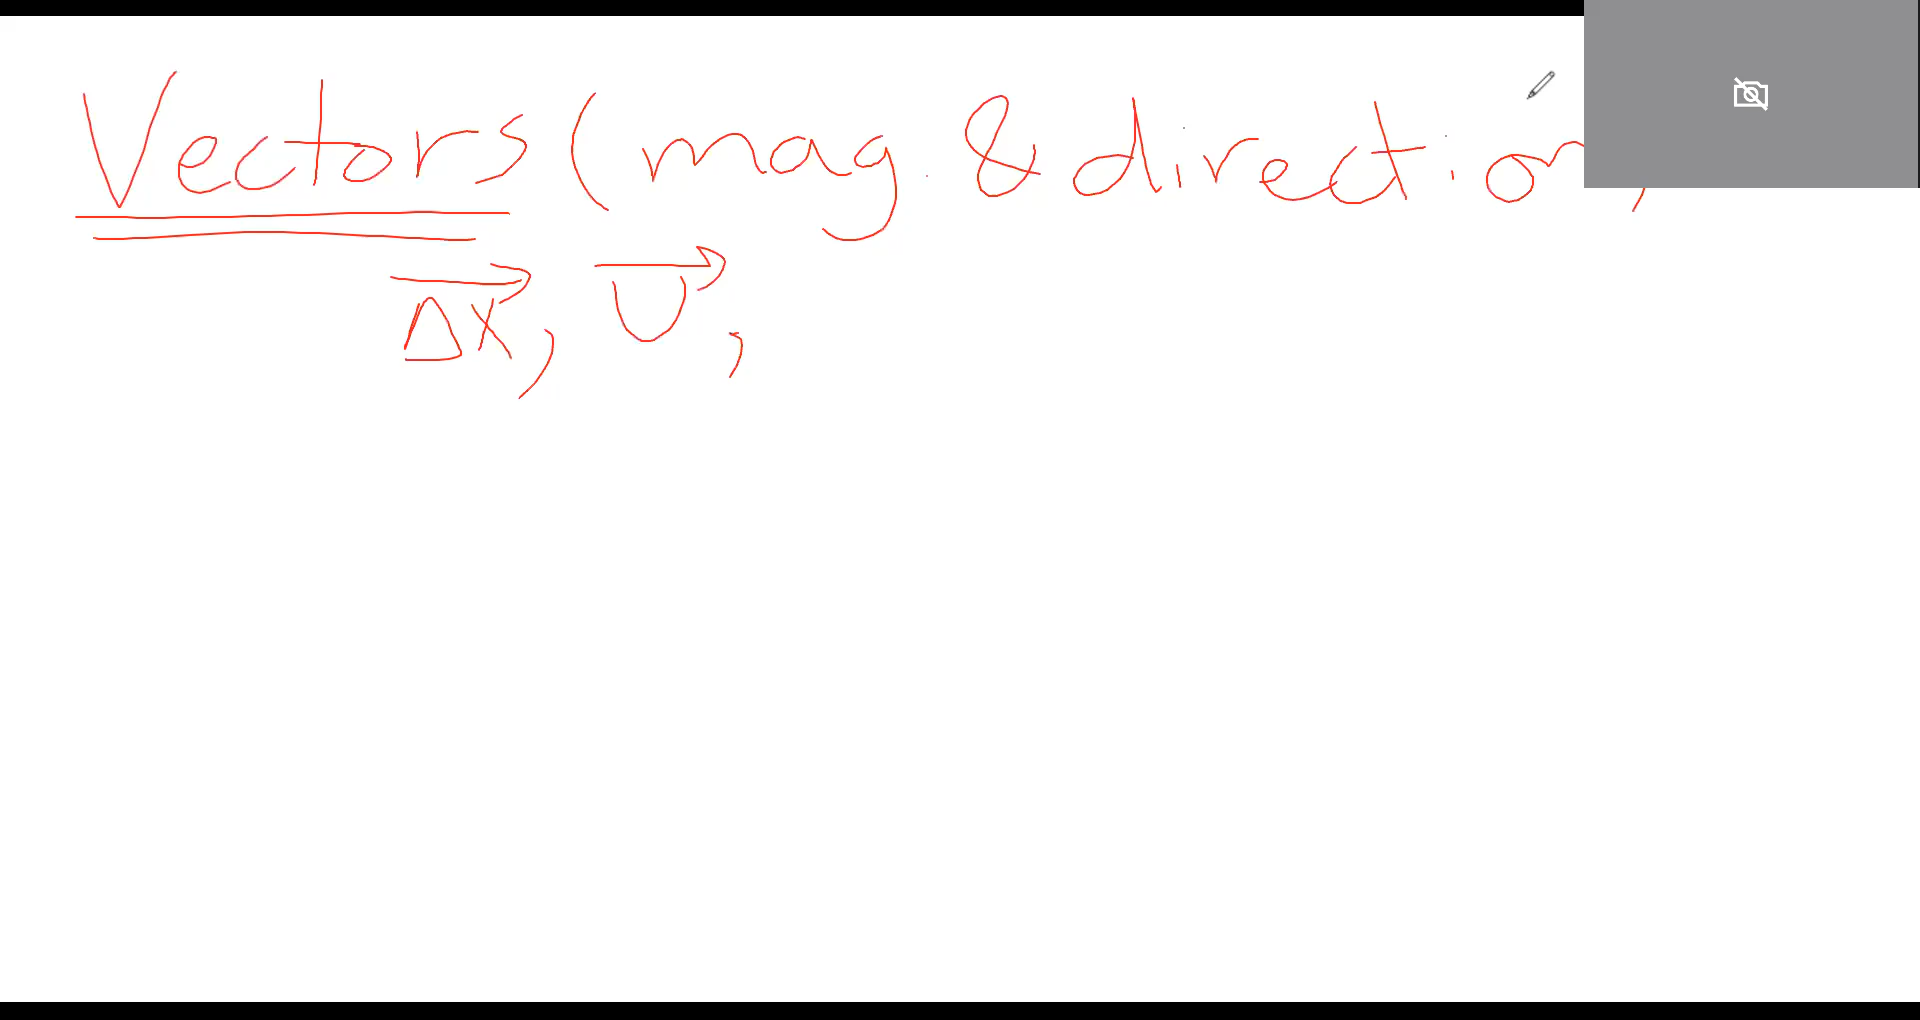 Vectors (mag. & direction)
Δx⃗, v⃗,